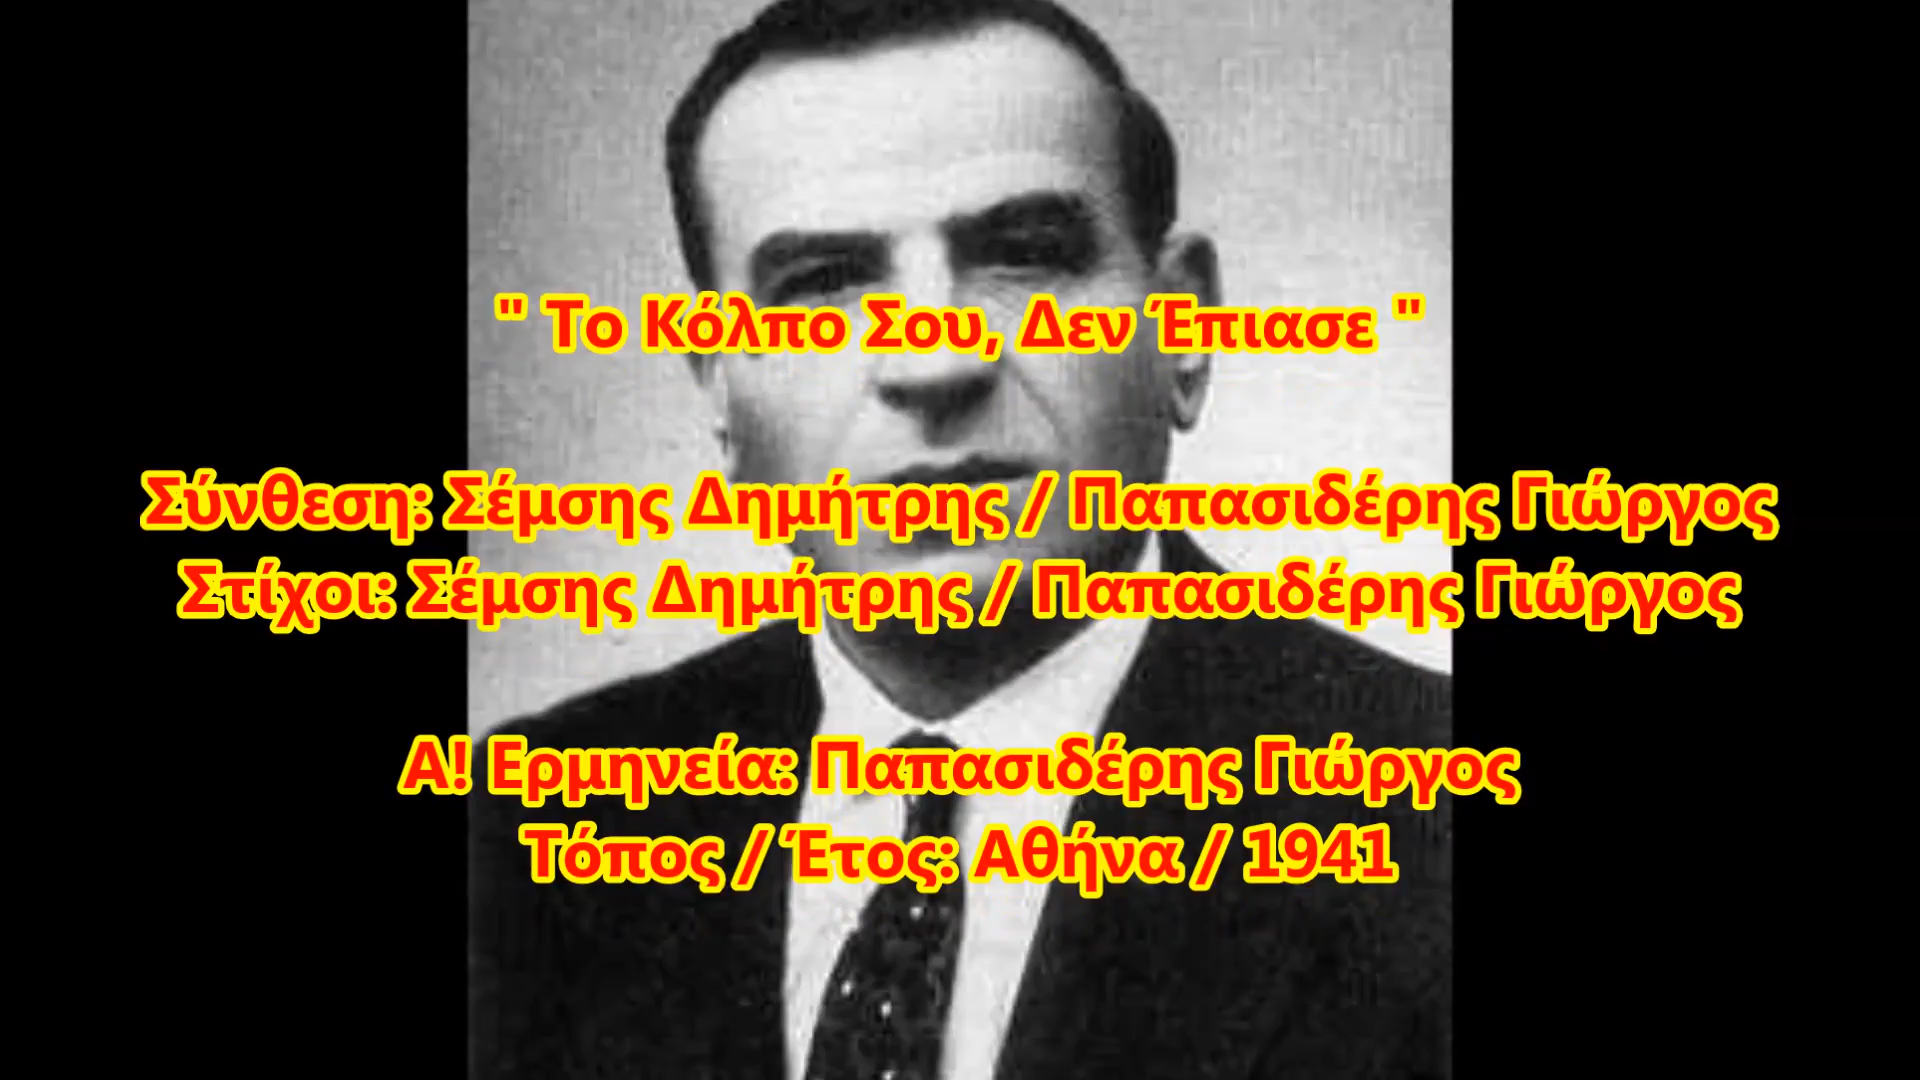 " Το Κόλπο Σου, Δεν Έπιασε "
Σύνθεση: Σέμσης Δημήτρης / Παπασιδέρης Γιώργος
Στίχοι: Σέμσης Δημήτρης / Παπασιδέρης Γιώργος
Α! Ερμηνεία: Παπασιδέρης Γιώργος
Τόπος / Έτος: Αθήνα / 1941